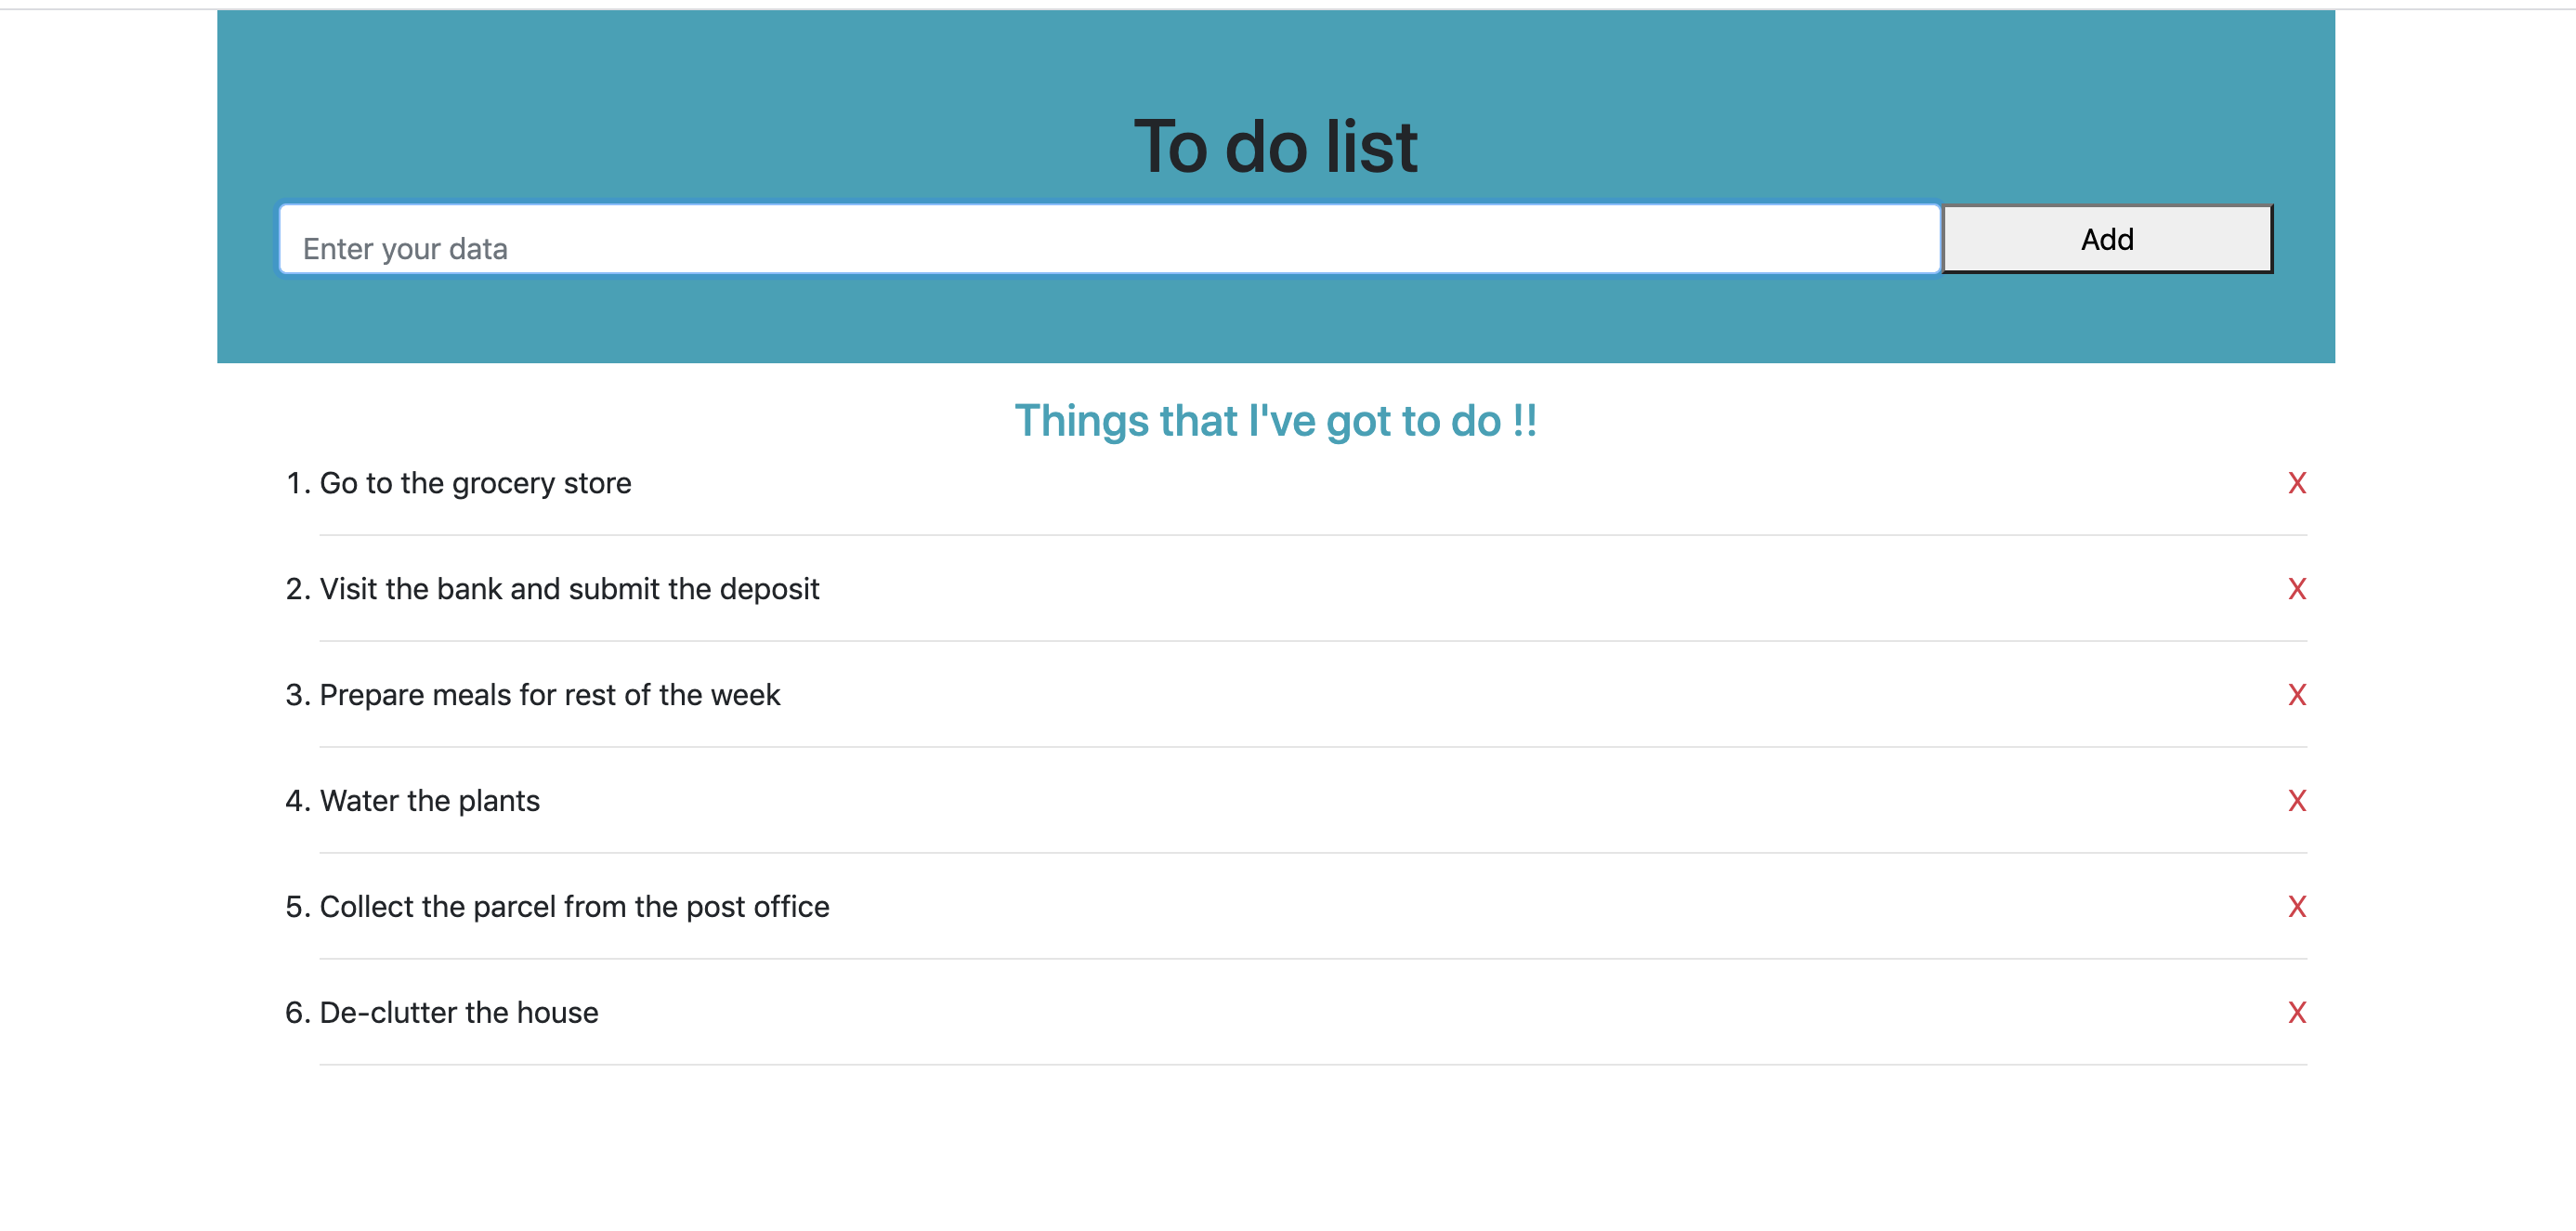 To do list
Enter your data
Add
Things that I've got to do !!
1. Go to the grocery store X
2. Visit the bank and submit the deposit X
3. Prepare meals for rest of the week X
4. Water the plants X
5. Collect the parcel from the post office X
6. De-clutter the house X